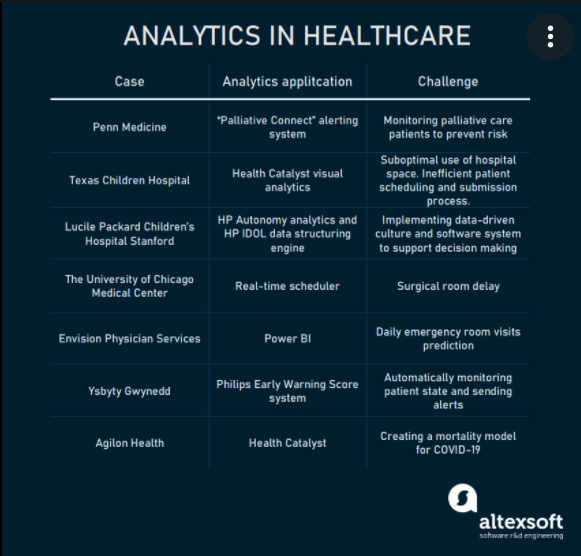 ANALYTICS IN HEALTHCARE
Case
Analytics applitcation
Challenge
Penn Medicine
“Palliative Connect” alerting
system
Monitoring palliative care
patients to prevent risk
Texas Children Hospital
Health Catalyst visual
analytics
Suboptimal use of hospital
space. Inefficient patient
scheduling and submission
process.
Lucile Packard Children's
Hospital Stanford
HP Autonomy analytics and
HP IDOL data structuring
engine
Implementing data-driven
culture and software system
to support decision making
The University of Chicago
Medical Center
Real-time scheduler
Surgical room delay
Envision Physician Services
Power BI
Daily emergency room visits
prediction
Ysbyty Gwynedd
Philips Early Warning Score
system
Automatically monitoring
patient state and sending
alerts
Agilon Health
Health Catalyst
Creating a mortality model
for COVID-19
altexsoft
software r&d engineering